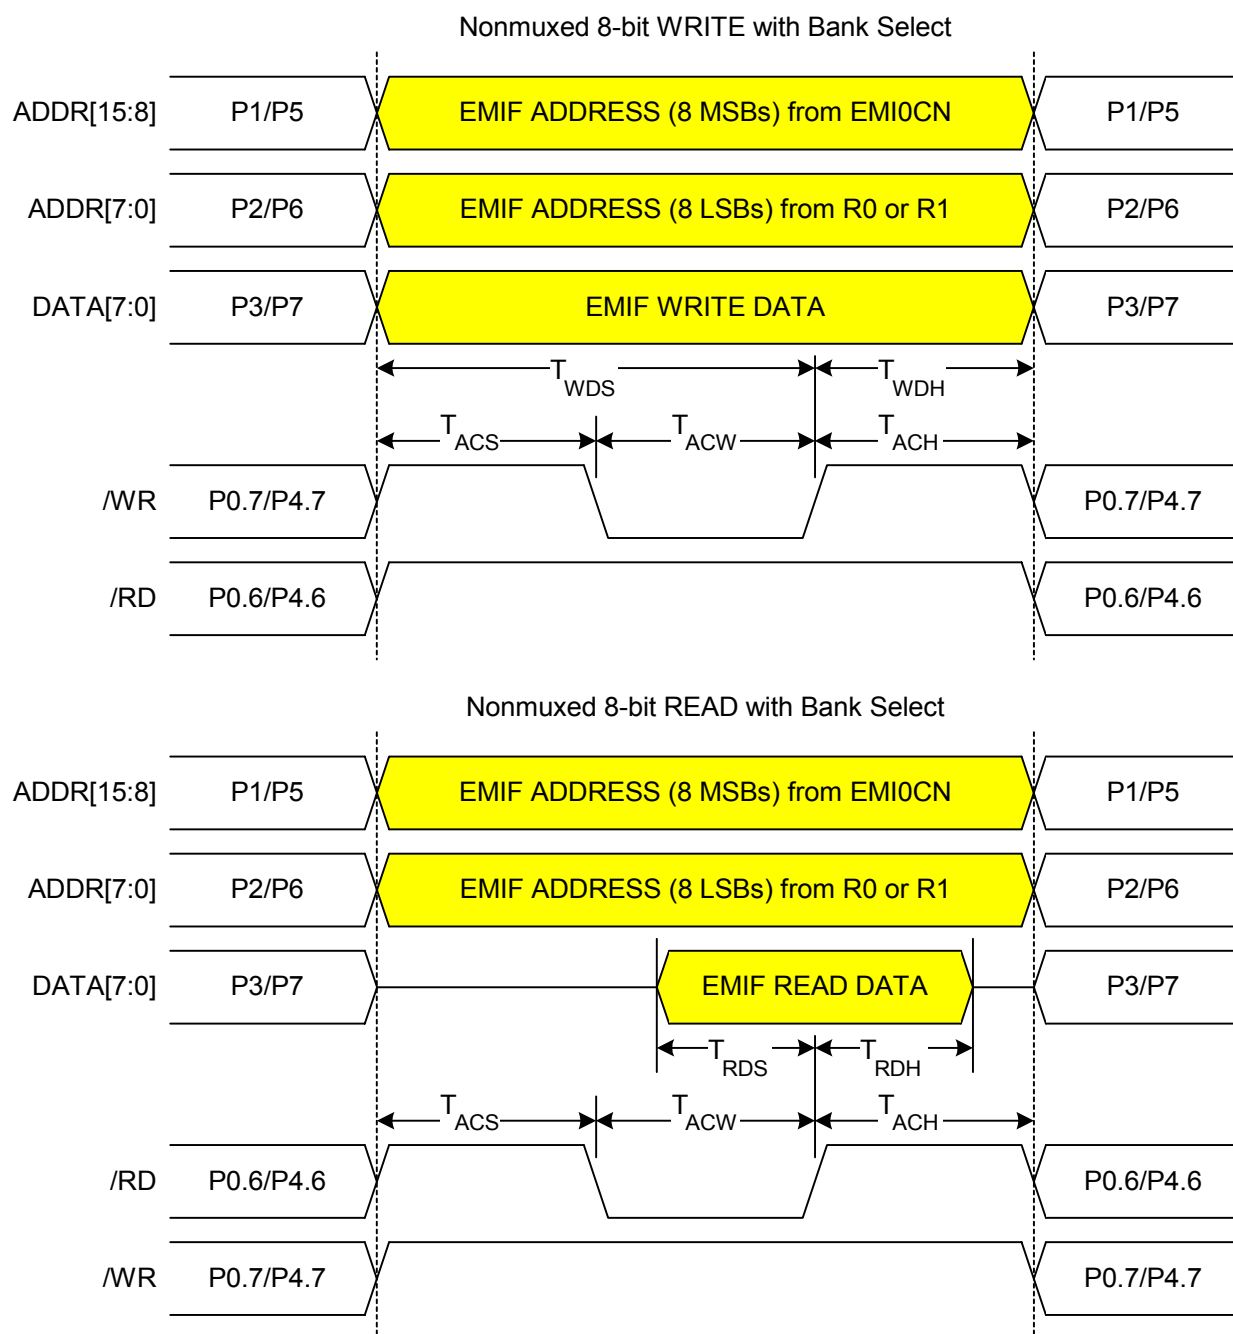 Nonmuxed 8-bit WRITE with Bank Select
ADDR[15:8] P1/P5 EMIF ADDRESS (8 MSBs) from EMI0CN P1/P5
ADDR[7:0] P2/P6 EMIF ADDRESS (8 LSBs) from R0 or R1 P2/P6
DATA[7:0] P3/P7 EMIF WRITE DATA P3/P7
TWDS TWDH
TACS TACW TACH
/WR P0.7/P4.7 P0.7/P4.7
/RD P0.6/P4.6 P0.6/P4.6
Nonmuxed 8-bit READ with Bank Select
ADDR[15:8] P1/P5 EMIF ADDRESS (8 MSBs) from EMI0CN P1/P5
ADDR[7:0] P2/P6 EMIF ADDRESS (8 LSBs) from R0 or R1 P2/P6
DATA[7:0] P3/P7 EMIF READ DATA P3/P7
TRDS TRDH
TACS TACW TACH
/RD P0.6/P4.6 P0.6/P4.6
/WR P0.7/P4.7 P0.7/P4.7